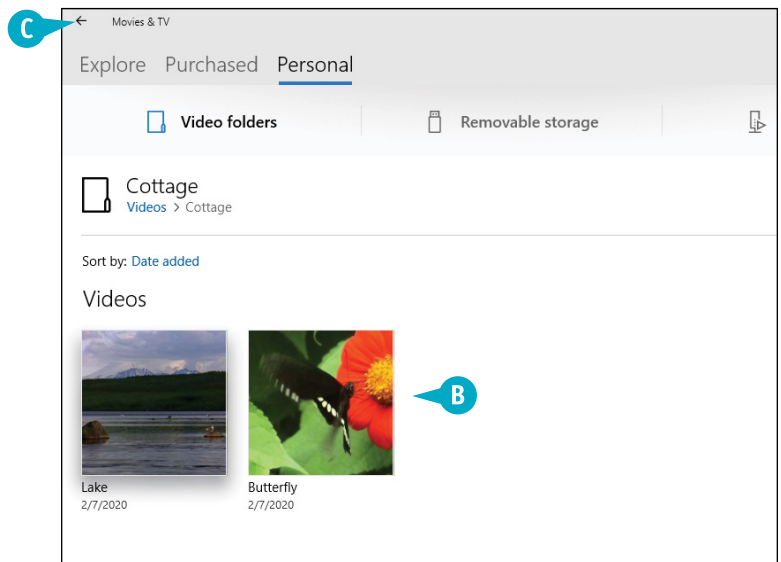 C
Movies & TV
Explore Purchased Personal
Video folders Removable storage
Cottage
Videos > Cottage
Sort by: Date added
Videos
B
Lake Butterfly
2/7/2020 2/7/2020